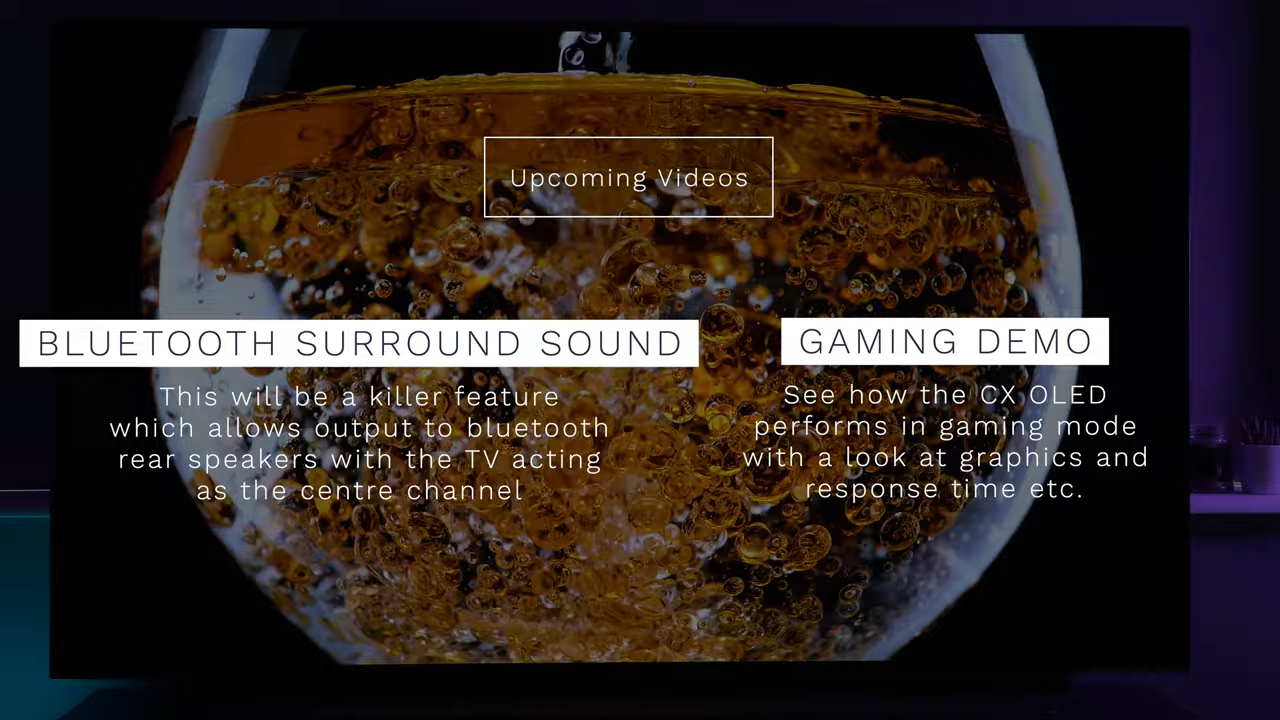 Upcoming Videos
BLUETOOTH SURROUND SOUND
This will be a killer feature
which allows output to bluetooth
rear speakers with the TV acting
as the centre channel
GAMING DEMO
See how the CX OLED
performs in gaming mode
with a look at graphics and
response time etc.